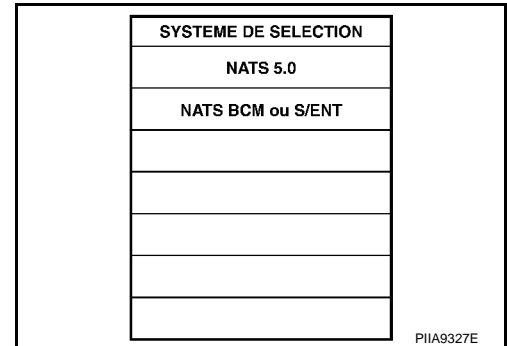 SYSTEME DE SELECTION
NATS 5.0
NATS BCM ou S/ENT
PIIA9327E